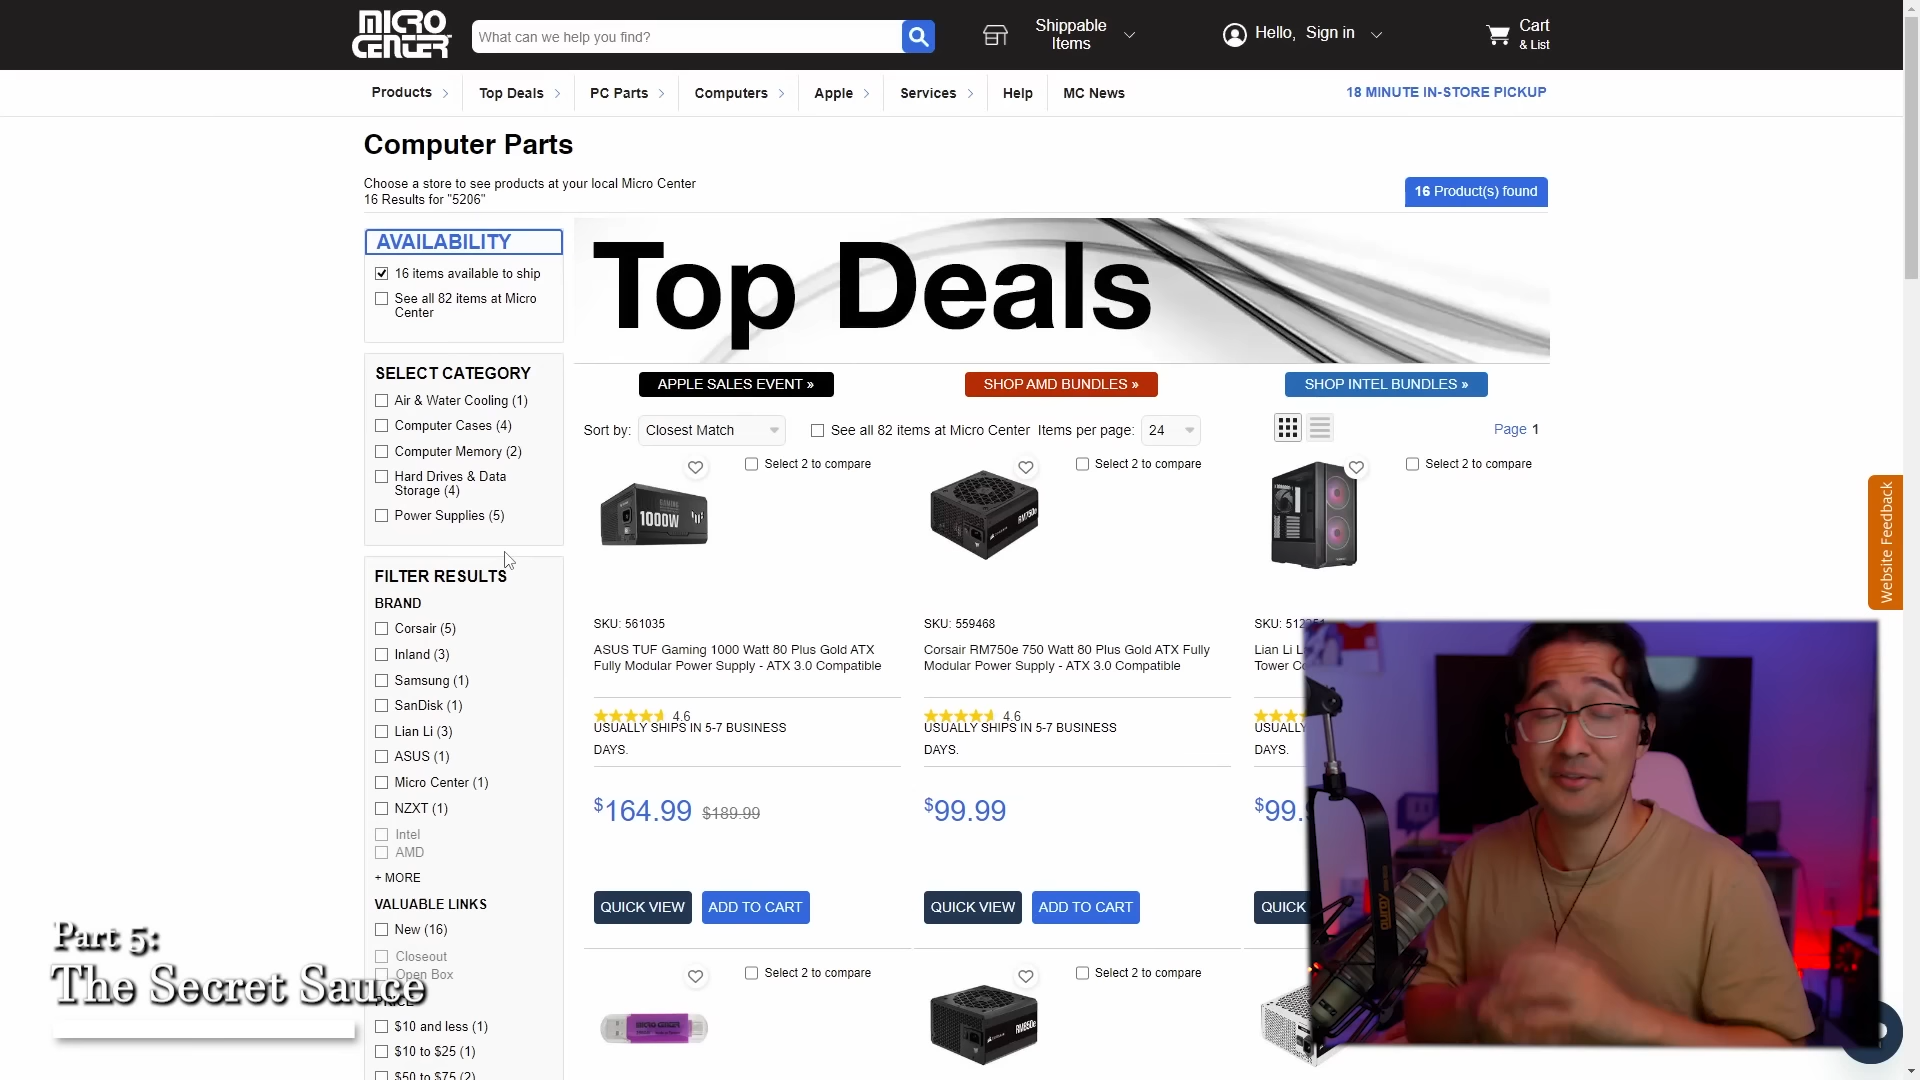 MICRO CENTER
What can we help you find?
Shippable
Items
Hello, Sign in
Cart
& List
Products
Top Deals
PC Parts
Computers
Apple
Services
Help
MC News
18 MINUTE IN-STORE PICKUP
Computer Parts
Choose a store to see products at your local Micro Center
16 Results for "5206"
16 Product(s) found
AVAILABILITY
16 items available to ship
See all 82 items at Micro
Center
SELECT CATEGORY
Air & Water Cooling (1)
Computer Cases (4)
Computer Memory (2)
Hard Drives & Data
Storage (4)
Power Supplies (5)
FILTER RESULTS
BRAND
Corsair (5)
Inland (3)
Samsung (1)
SanDisk (1)
Lian Li (3)
ASUS (1)
Micro Center (1)
NZXT (1)
Intel
AMD
+ MORE
VALUABLE LINKS
New (16)
Closeout
Open Box
PRICE
$10 and less (1)
$10 to $25 (1)
$50 to $75 (2)
Top Deals
APPLE SALES EVENT »
SHOP AMD BUNDLES »
SHOP INTEL BUNDLES »
Sort by:
Closest Match
See all 82 items at Micro Center
Items per page:
24
Page 1
Select 2 to compare
Select 2 to compare
Select 2 to compare
1000W
RM750e
SKU: 561035
ASUS TUF Gaming 1000 Watt 80 Plus Gold ATX
Fully Modular Power Supply - ATX 3.0 Compatible
4.6
USUALLY SHIPS IN 5-7 BUSINESS
DAYS.
$164.99 $189.99
QUICK VIEW
ADD TO CART
SKU: 559468
Corsair RM750e 750 Watt 80 Plus Gold ATX Fully
Modular Power Supply - ATX 3.0 Compatible
4.6
USUALLY SHIPS IN 5-7 BUSINESS
DAYS.
$99.99
QUICK VIEW
ADD TO CART
SKU:
Lian Li
Tower
USUALLY
DAYS.
$99.
QUICK
Select 2 to compare
Select 2 to compare
MICRO CENTER
RM850e
Website Feedback
Part 5:
The Secret Sauce